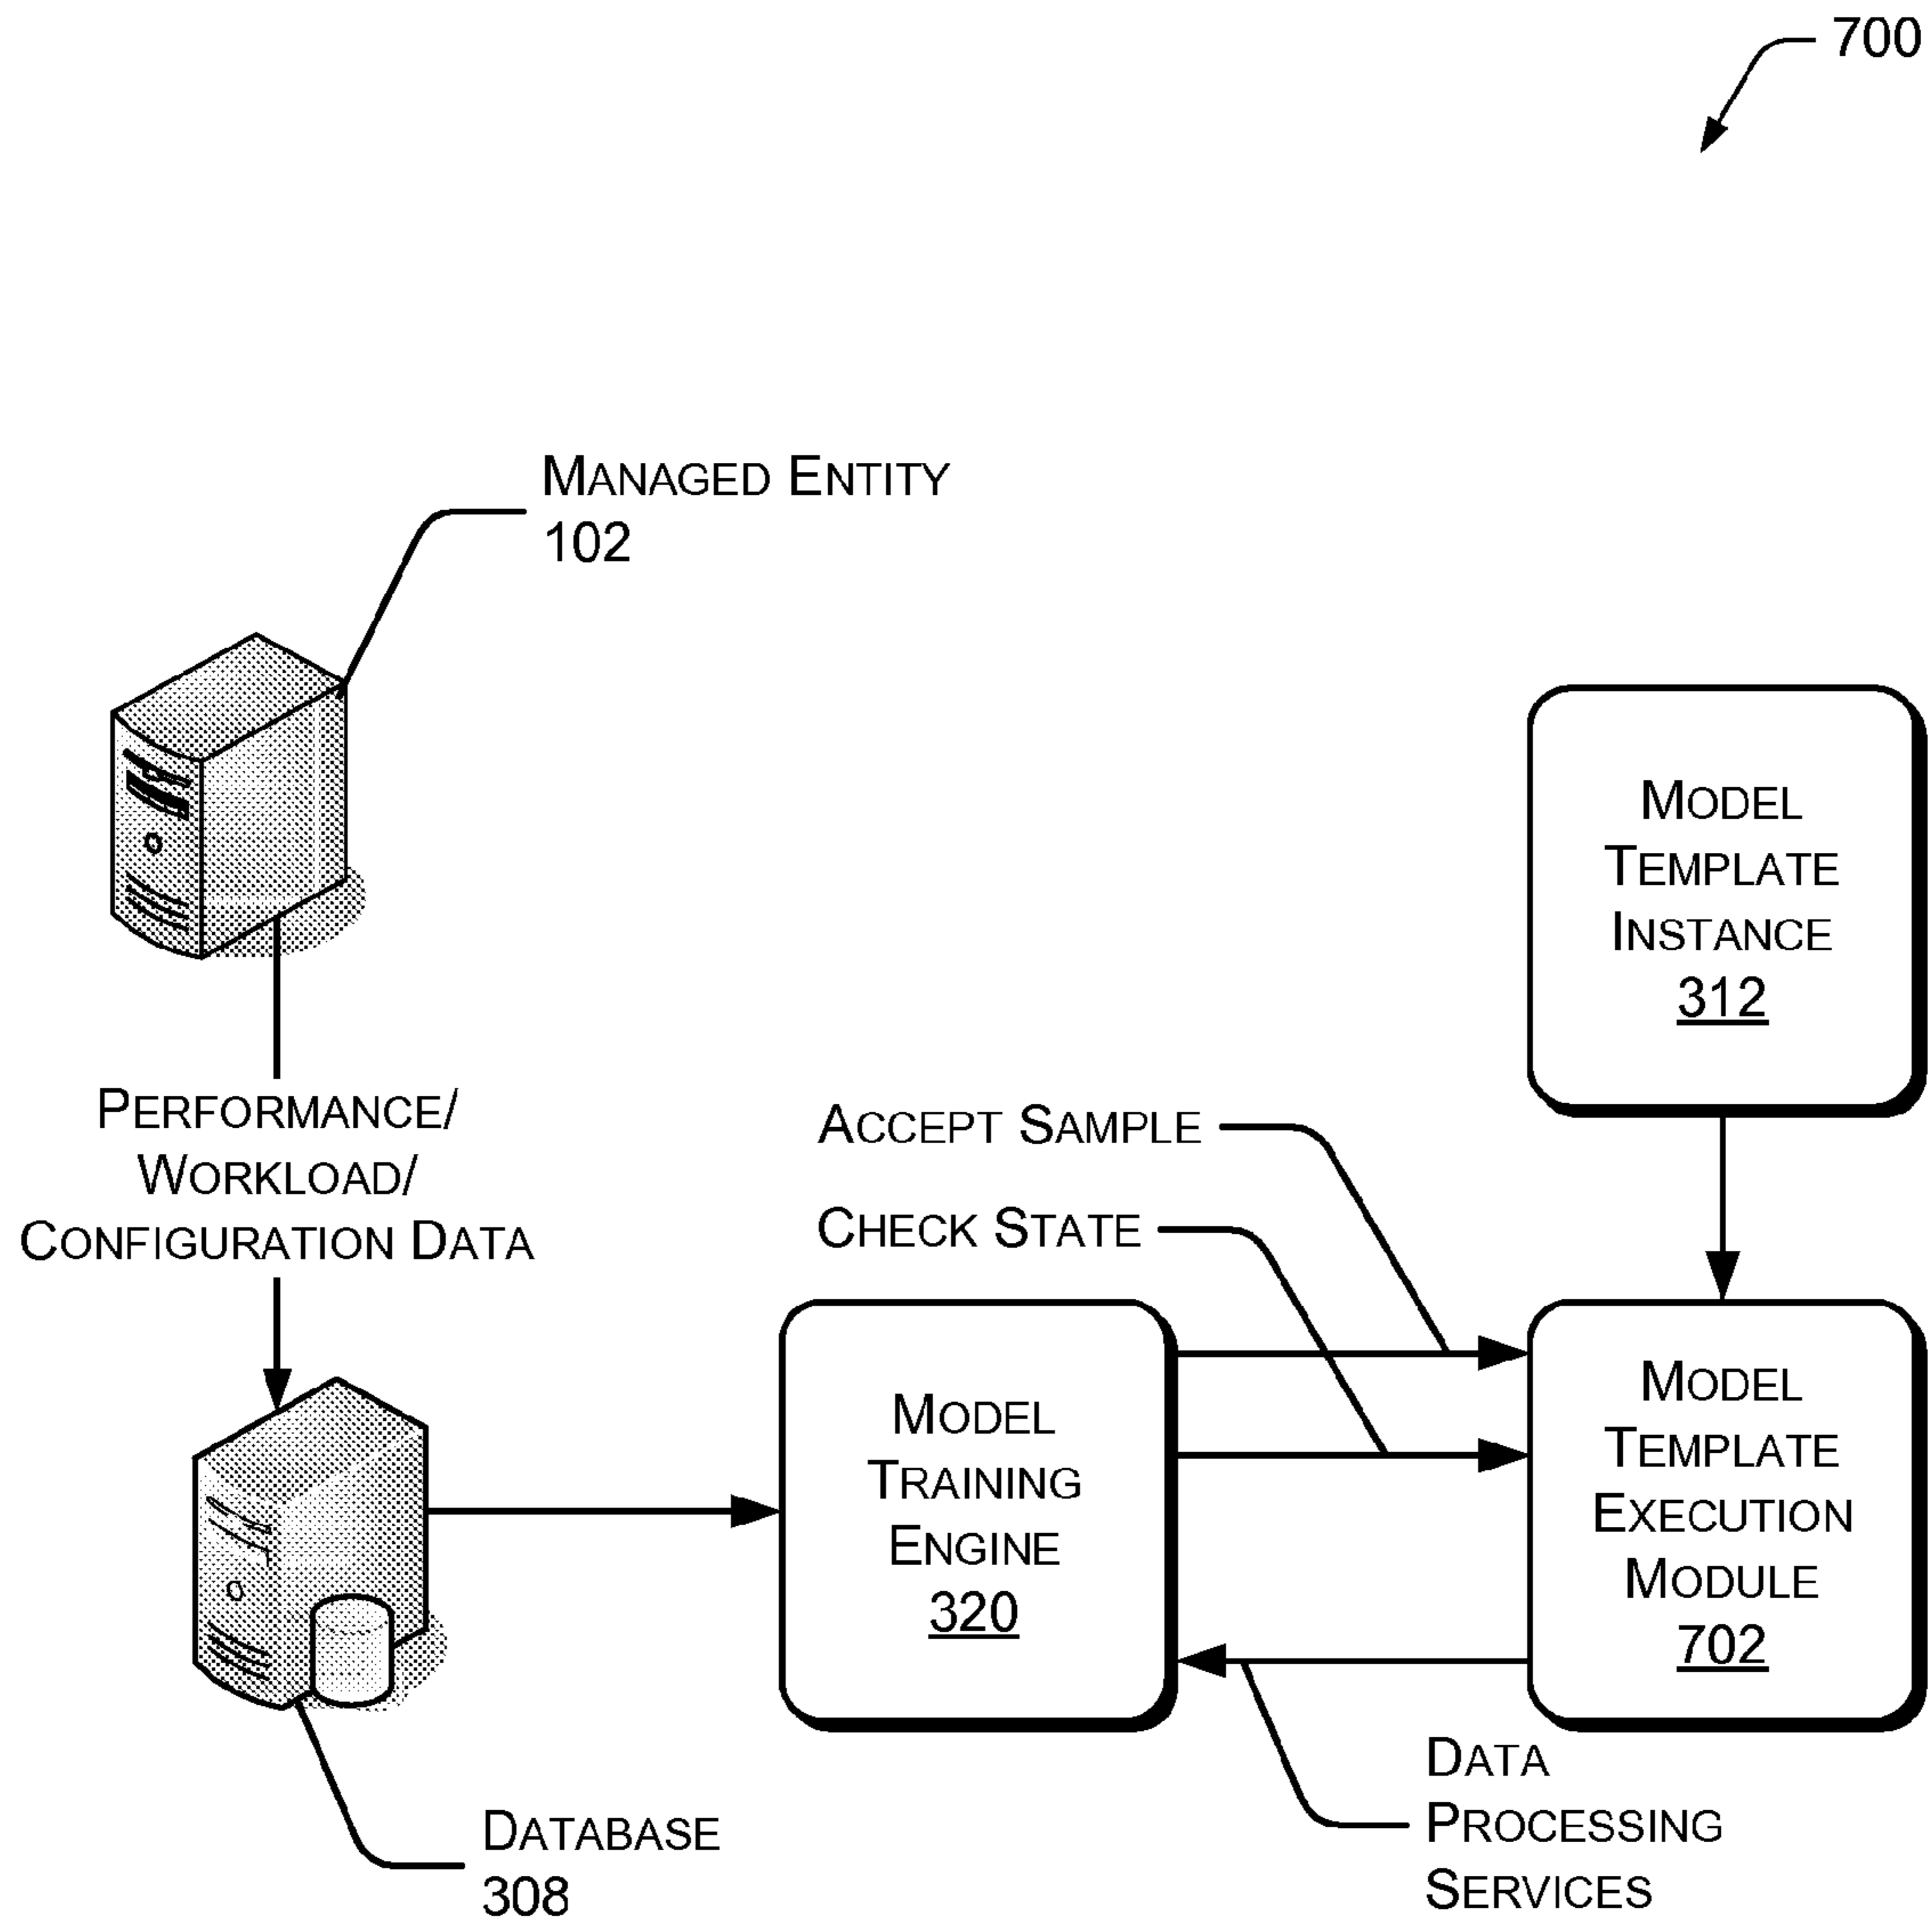 700
MANAGED ENTITY
102
MODEL
TEMPLATE
INSTANCE
312
PERFORMANCE/
WORKLOAD/
CONFIGURATION DATA
ACCEPT SAMPLE
CHECK STATE
MODEL
TRAINING
ENGINE
320
MODEL
TEMPLATE
EXECUTION
MODULE
702
DATABASE
308
DATA
PROCESSING
SERVICES